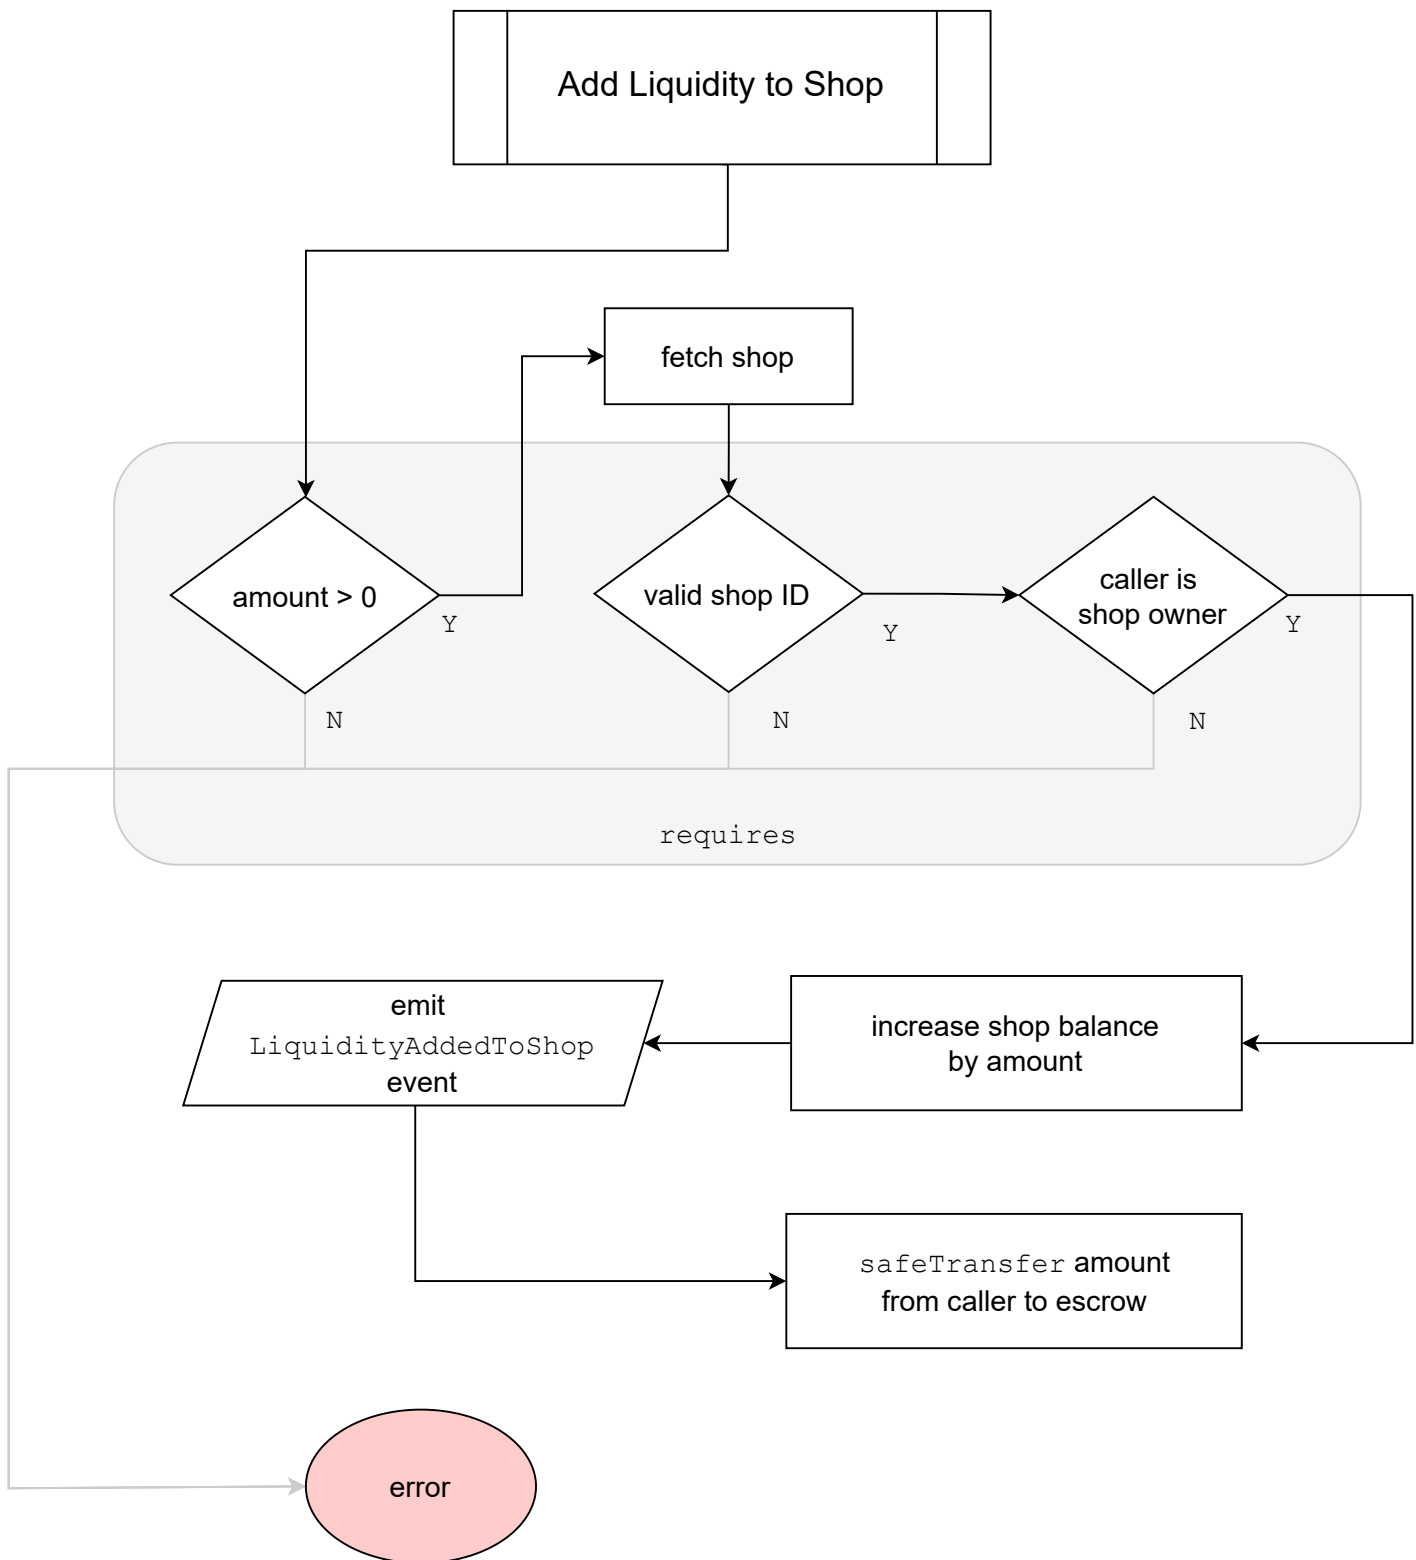 Add Liquidity to Shop
fetch shop
amount > 0
Y
N
valid shop ID
Y
N
caller is
shop owner
Y
N
requires
increase shop balance
by amount
emit
LiquidityAddedToShop
event
safeTransfer amount
from caller to escrow
error